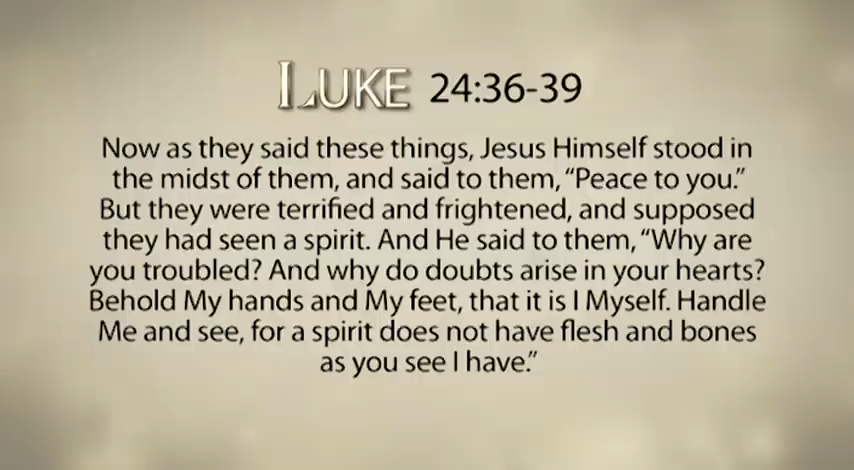 LUKE 24:36-39
Now as they said these things, Jesus Himself stood in
the midst of them, and said to them, “Peace to you.”
But they were terrified and frightened, and supposed
they had seen a spirit. And He said to them, “Why are
you troubled? And why do doubts arise in your hearts?
Behold My hands and My feet, that it is I Myself. Handle
Me and see, for a spirit does not have flesh and bones
as you see I have.”